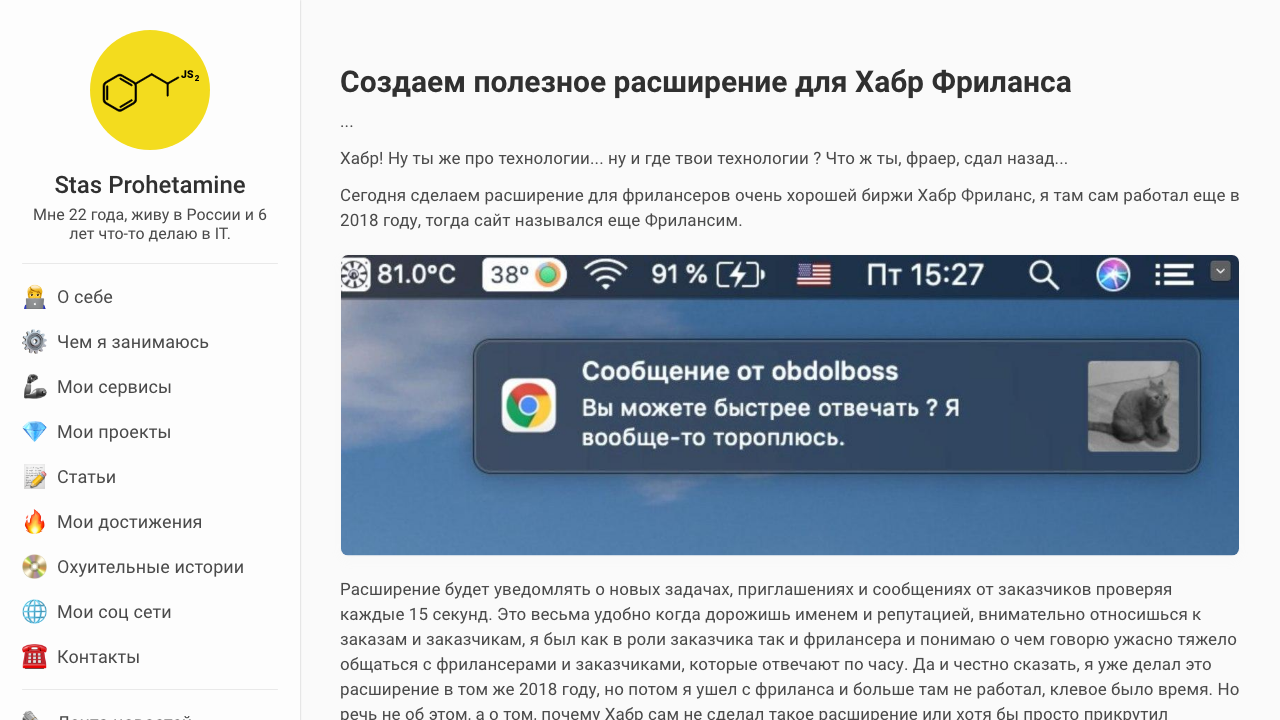 JS2
Stas Prohetamine
Мне 22 года, живу в России и 6
лет что-то делаю в IT.
О себе
Чем я занимаюсь
Мои сервисы
Мои проекты
Статьи
Мои достижения
Охуительные истории
Мои соц сети
Контакты
Создаем полезное расширение для Хабр Фриланса
...
Хабр! Ну ты же про технологии... ну и где твои технологии ? Что ж ты, фраер, сдал назад...
Сегодня сделаем расширение для фрилансеров очень хорошей биржи Хабр Фриланс, я там сам работал еще в
2018 году, тогда сайт назывался еще Фрилансим.
81.0°C 38° 91 % Пт 15:27
Сообщение от obdolboss
Вы можете быстрее отвечать ? Я
вообще-то тороплюсь.
Расширение будет уведомлять о новых задачах, приглашениях и сообщениях от заказчиков проверяя
каждые 15 секунд. Это весьма удобно когда дорожишь именем и репутацией, внимательно относишься к
заказам и заказчикам, я был как в роли заказчика так и фрилансера и понимаю о чем говорю ужасно тяжело
общаться с фрилансерами и заказчиками, которые отвечают по часу. Да и честно сказать, я уже делал это
расширение в том же 2018 году, но потом я ушел с фриланса и больше там не работал, клевое было время. Но
речь не об этом, а о том, почему Хабр сам не сделал такое расширение или хотя бы просто прикрутил